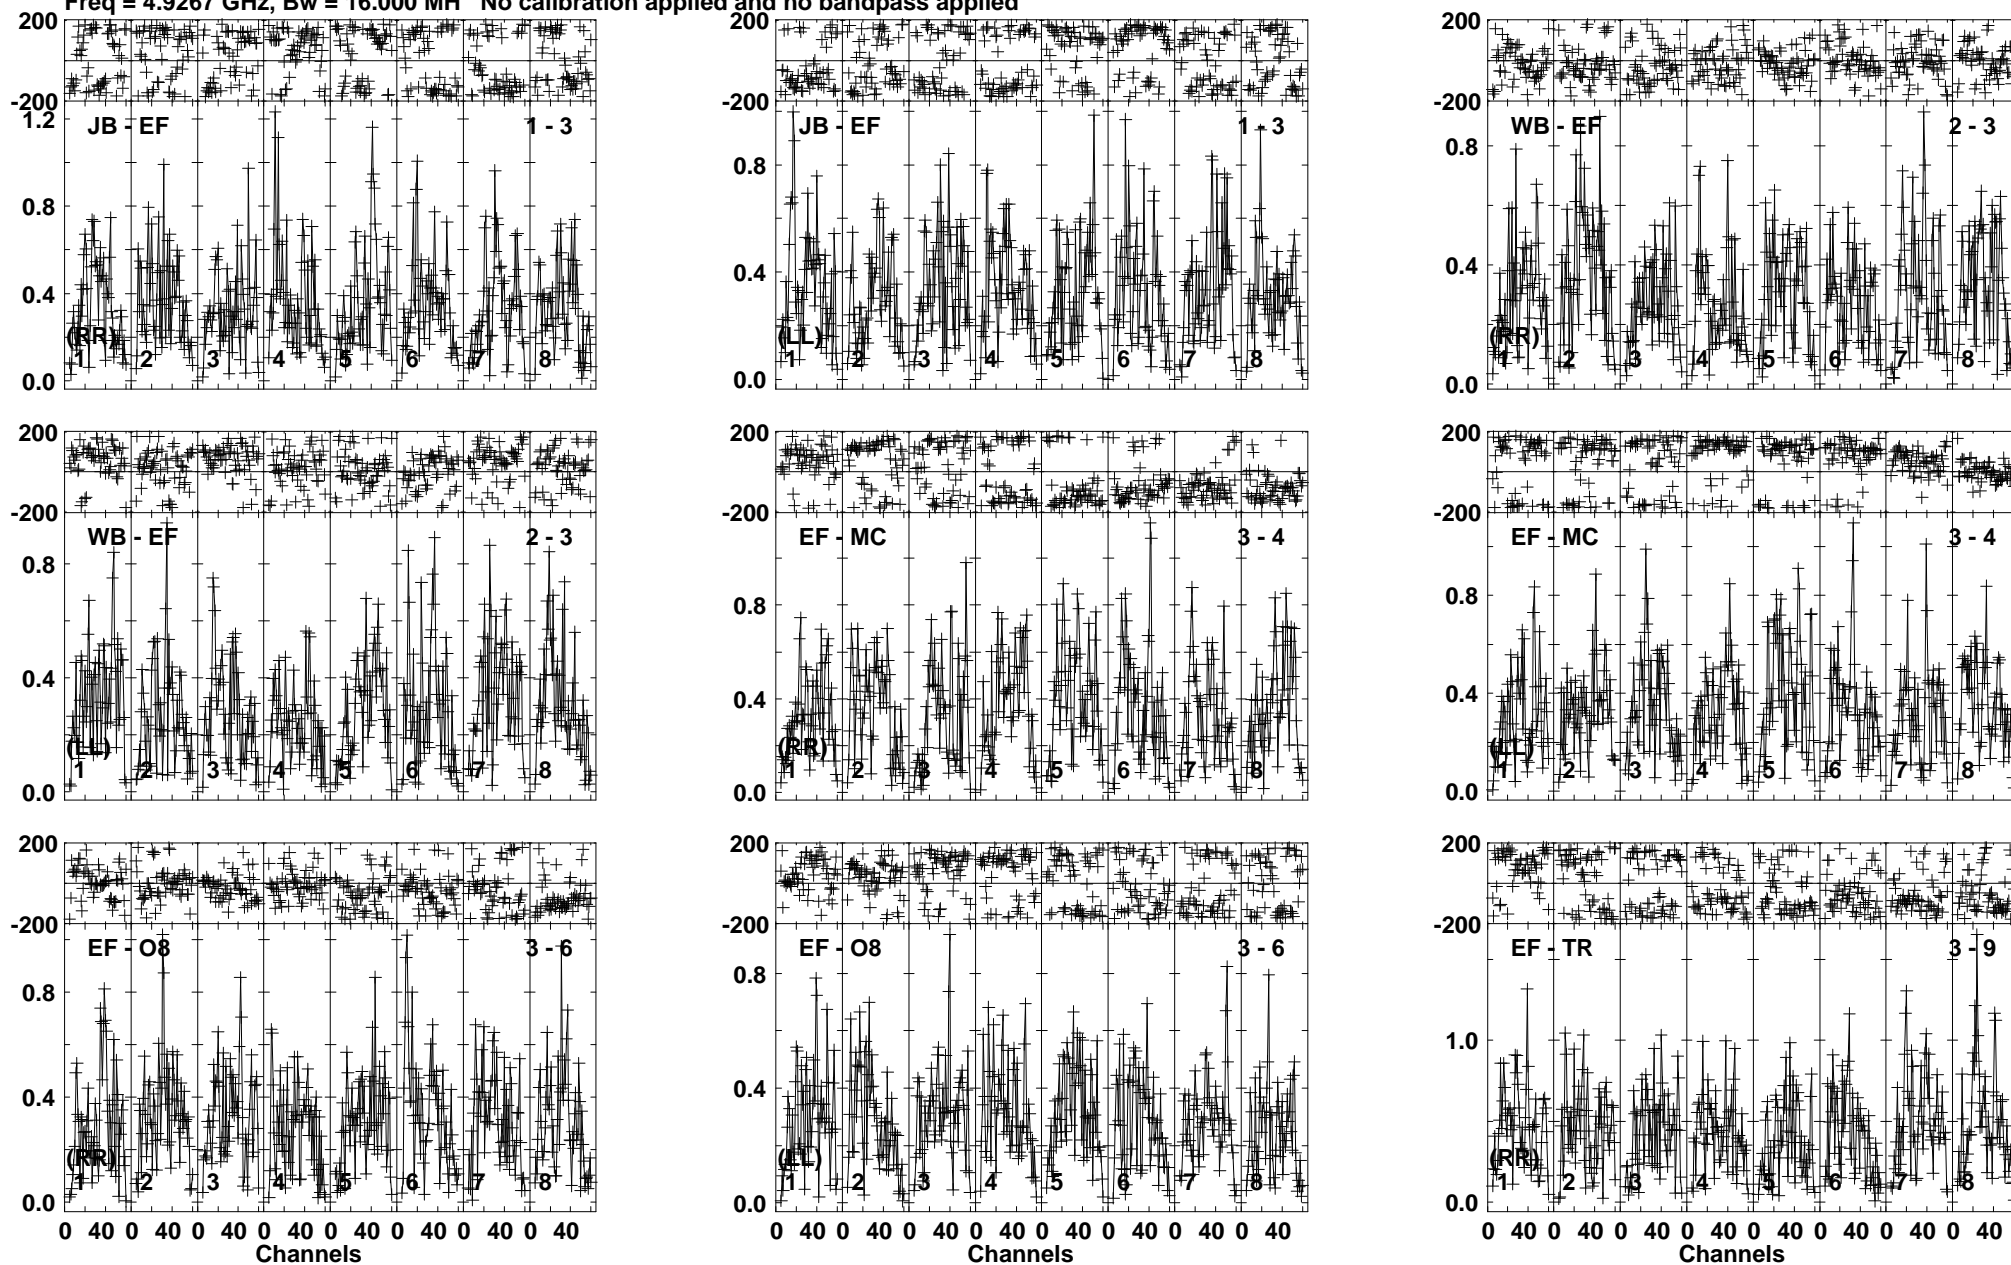 Freq = 4.9267 GHz, Bw = 16.000 MH No calibration applied and no bandpass applied
200 200 200
-200 -200 -200
1.2 JB - EF 1 - 3 JB - EF 1 - 3 WB - EF 2 - 3
0.8 0.8 0.8
0.4 0.4 0.4
(RR) (LL) (RR)
1 2 3 4 5 6 7 8 1 2 3 4 5 6 7 8 1 2 3 4 5 6 7 8
0.0 0.0 0.0
200 200 200
-200 -200 -200
WB - EF 2 - 3 EF - MC 3 - 4 EF - MC 3 - 4
0.8 0.8 0.8
0.4 0.4 0.4
(LL) (RR) (LL)
1 2 3 4 5 6 7 8 1 2 3 4 5 6 7 8 1 2 3 4 5 6 7 8
0.0 0.0 0.0
200 200 200
-200 -200 -200
EF - O8 3 - 6 EF - O8 3 - 6 EF - TR 3 - 9
0.8 0.8 1.0
0.4 0.4
(RR) (LL) (RR)
1 2 3 4 5 6 7 8 1 2 3 4 5 6 7 8 1 2 3 4 5 6 7 8
0.0 0.0 0.0
0 40 0 40 0 40 0 40 0 40 0 40 0 40 0 40 0 40 0 40 0 40 0 40 0 40 0 40 0 40 0 40 0 40 0 40 0 40 0 40 0 40 0 40 0 40 0 40
Channels Channels Channels